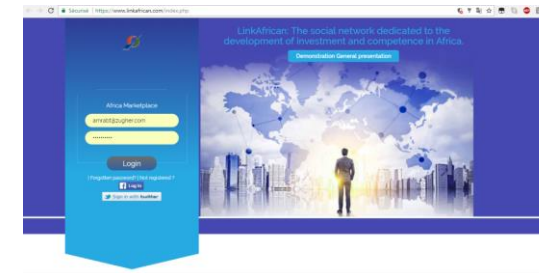 Sécurisé | https://www.linkafrican.com/index.php
LinkAfrican: The social network dedicated to the
development of investment and competence in Africa.
Demonstration General presentation
Africa Marketplace
Login
| Forgotten password? | Not registered ?
Log In
Sign in with twitter